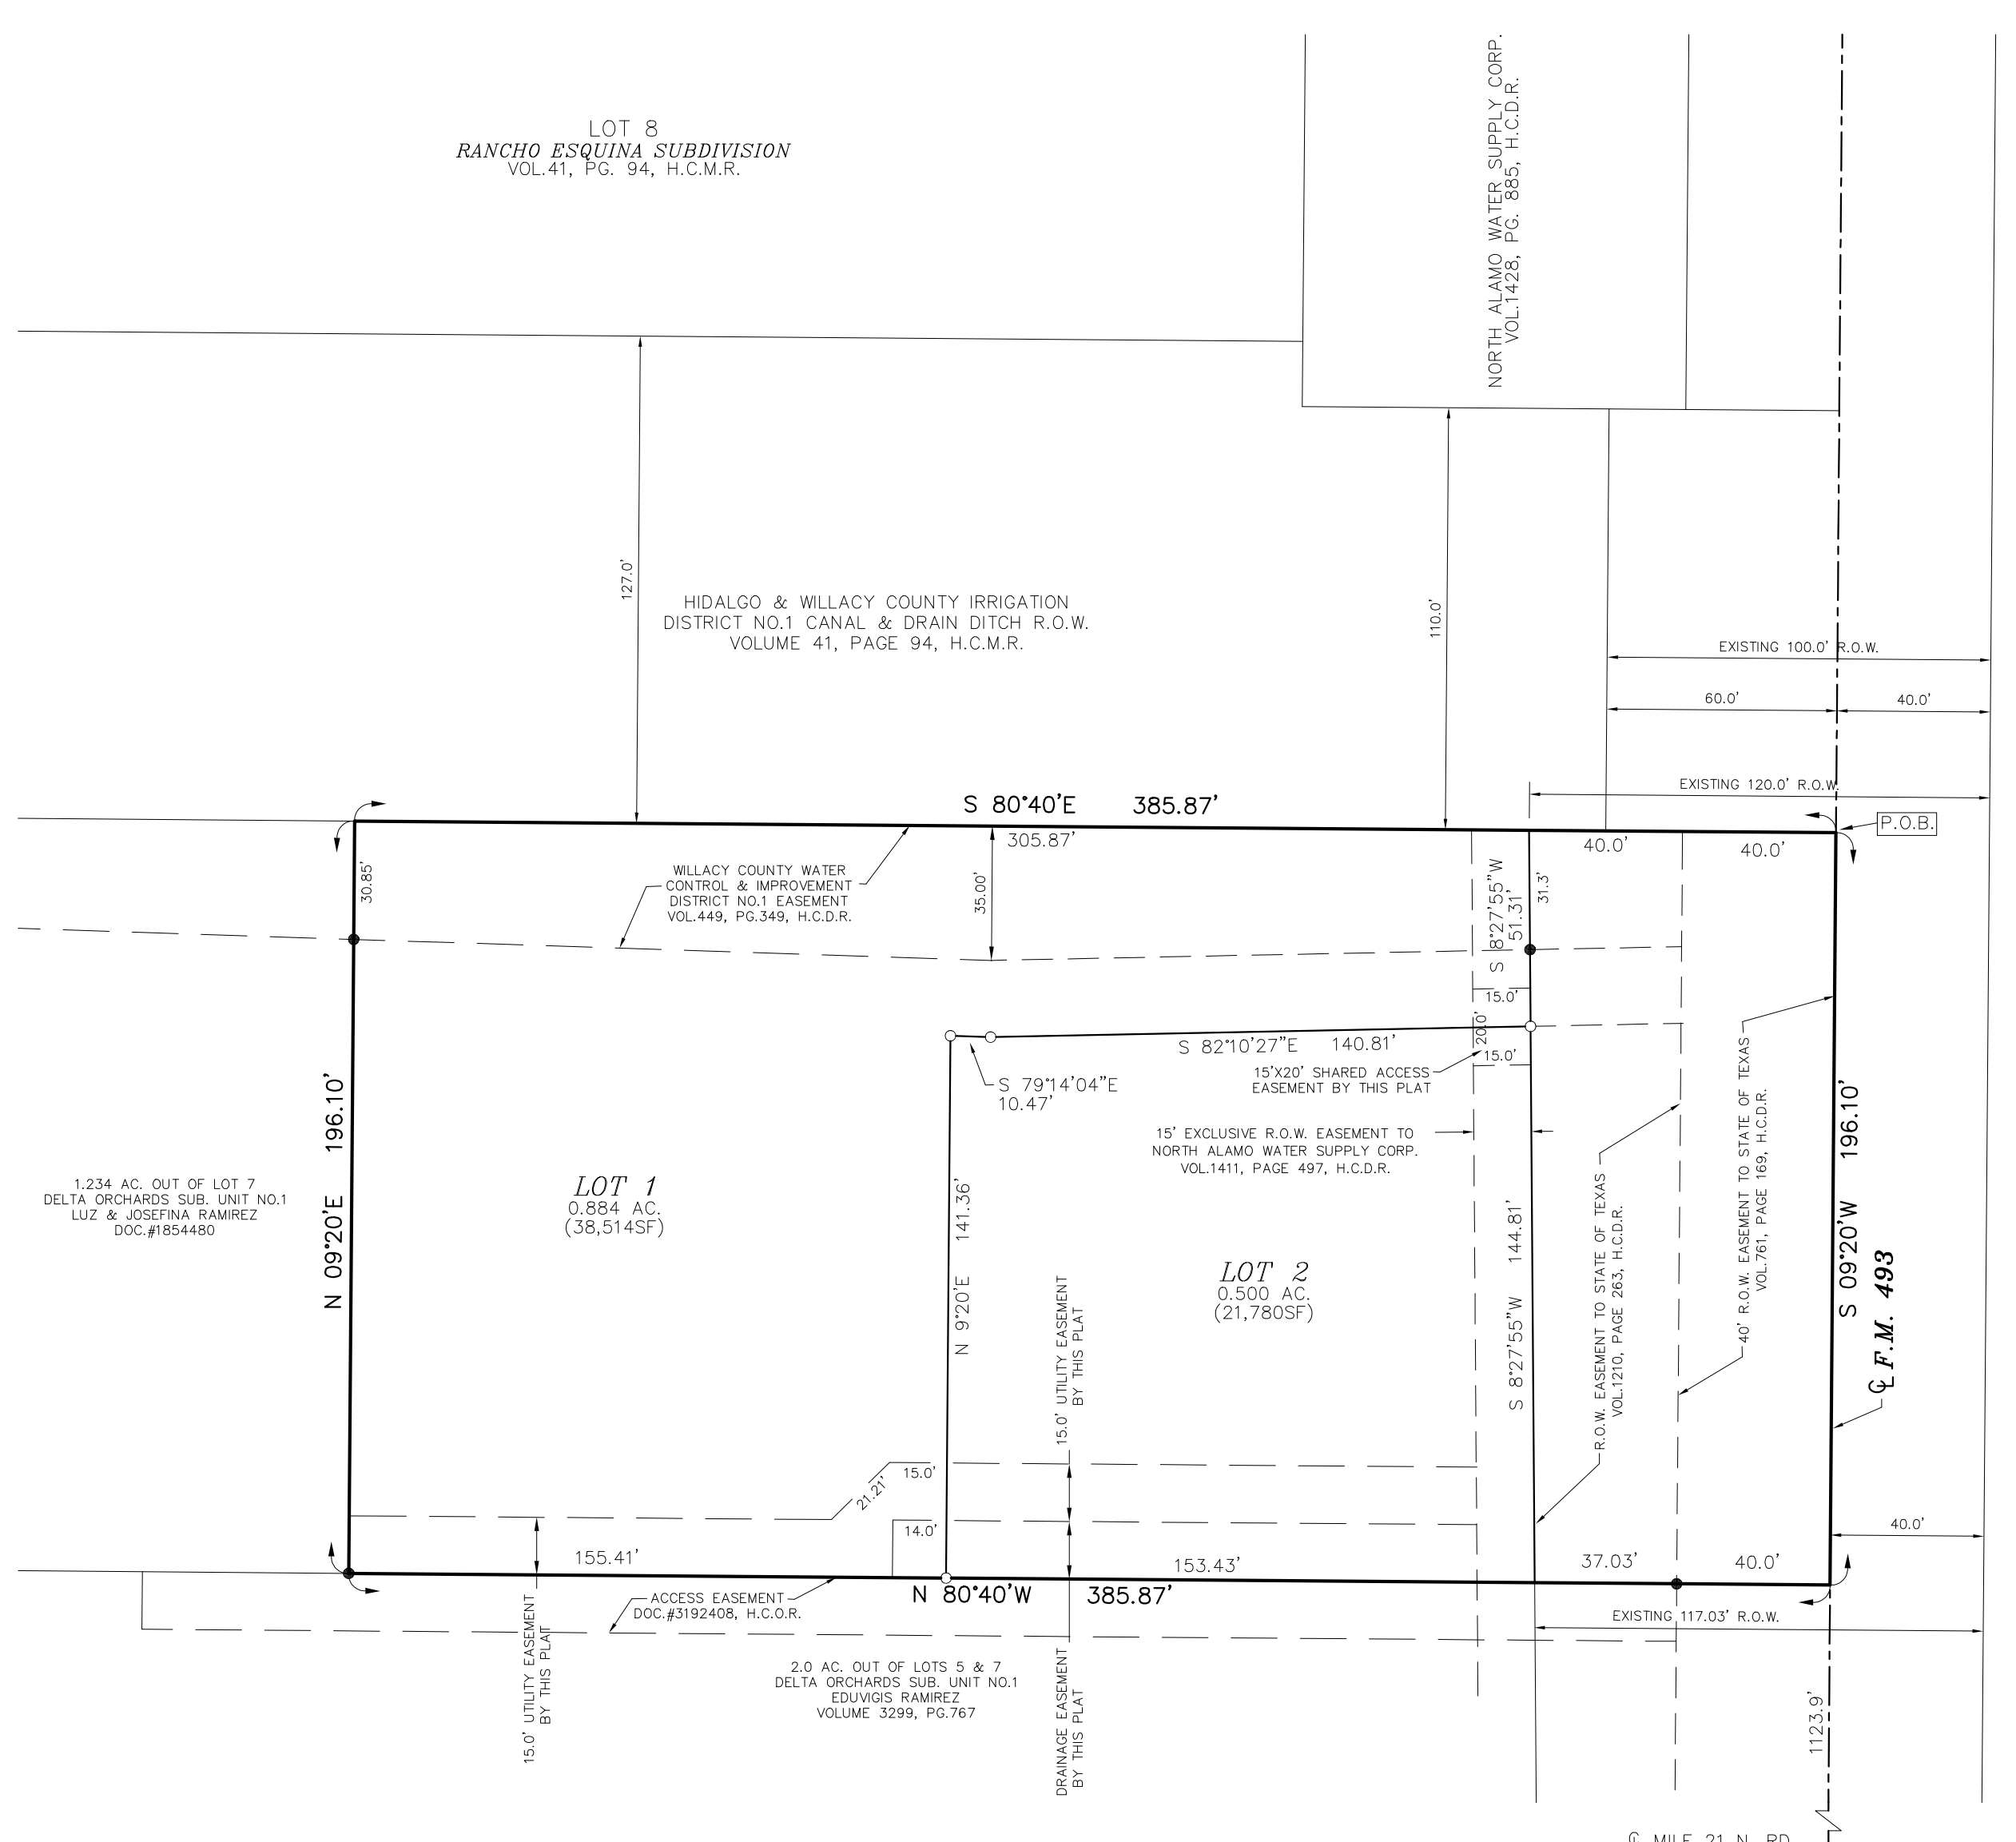 LOT 8
RANCHO ESQUINA SUBDIVISION
VOL.41, PG. 94, H.C.M.R.
NORTH ALAMO WATER SUPPLY CORP.
VOL.1428, PG. 885, H.C.D.R.
127.0'
HIDALGO & WILLACY COUNTY IRRIGATION
DISTRICT NO.1 CANAL & DRAIN DITCH R.O.W.
VOLUME 41, PAGE 94, H.C.M.R.
110.0'
EXISTING 100.0' R.O.W.
60.0'
40.0'
EXISTING 120.0' R.O.W.
S 80°40'E 385.87'
P.O.B.
305.87'
40.0'
40.0'
30.85'
WILLACY COUNTY WATER
CONTROL & IMPROVEMENT
DISTRICT NO.1 EASEMENT
VOL.449, PG.349, H.C.D.R.
35.00'
S 8°27'55"W
51.31'
31.3'
15.0'
20.0'
15.0'
S 82°10'27"E 140.81'
S 79°14'04"E
10.47'
15'X20' SHARED ACCESS
EASEMENT BY THIS PLAT
15' EXCLUSIVE R.O.W. EASEMENT TO
NORTH ALAMO WATER SUPPLY CORP.
VOL.1411, PAGE 497, H.C.D.R.
N 09°20'E 196.10'
1.234 AC. OUT OF LOT 7
DELTA ORCHARDS SUB. UNIT NO.1
LUZ & JOSEFINA RAMIREZ
DOC.#1854480
LOT 1
0.884 AC.
(38,514SF)
N 9°20'E 141.36'
LOT 2
0.500 AC.
(21,780SF)
15.0' UTILITY EASEMENT
BY THIS PLAT
S 8°27'55"W 144.81'
R.O.W. EASEMENT TO STATE OF TEXAS
VOL.1210, PAGE 263, H.C.D.R.
40' R.O.W. EASEMENT TO STATE OF TEXAS
VOL.761, PAGE 169, H.C.D.R.
S 09°20'W 196.10'
℄ F.M. 493
15.0'
21.21'
14.0'
40.0'
155.41'
153.43'
37.03'
40.0'
N 80°40'W 385.87'
ACCESS EASEMENT
DOC.#3192408, H.C.O.R.
EXISTING 117.03' R.O.W.
15.0' UTILITY EASEMENT
BY THIS PLAT
2.0 AC. OUT OF LOTS 5 & 7
DELTA ORCHARDS SUB. UNIT NO.1
EDUVIGIS RAMIREZ
VOLUME 3299, PG.767
DRAINAGE EASEMENT
BY THIS PLAT
1123.9'
℄ MILE 21 N. RD.